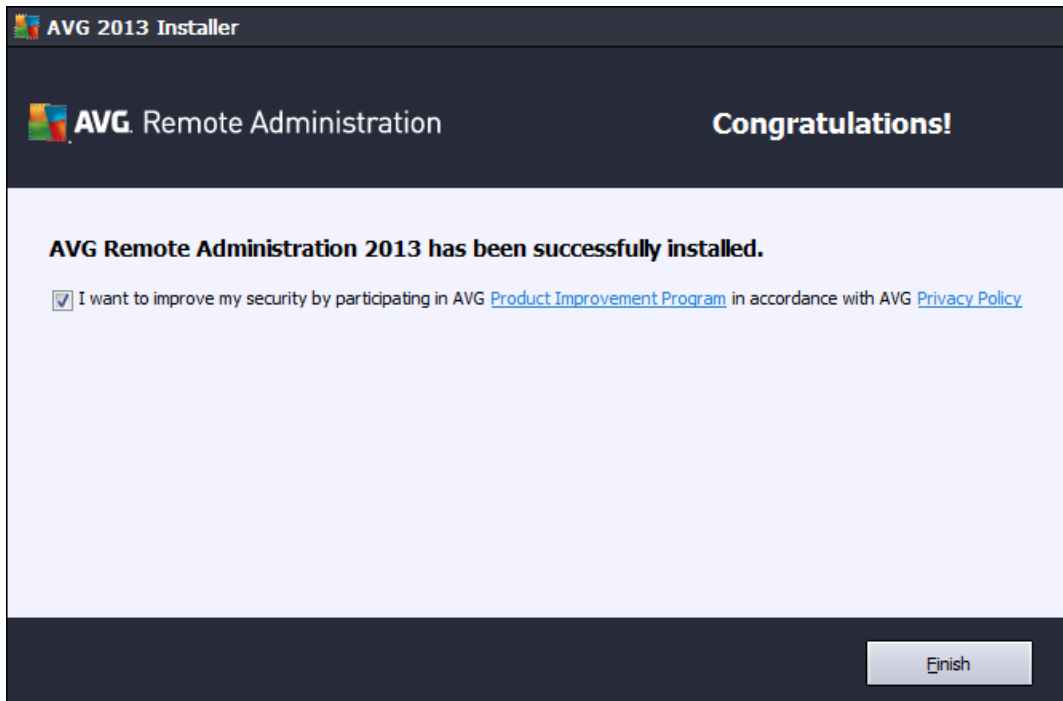 AVG 2013 Installer
AVG. Remote Administration
Congratulations!
AVG Remote Administration 2013 has been successfully installed.
I want to improve my security by participating in AVG Product Improvement Program in accordance with AVG Privacy Policy
Finish